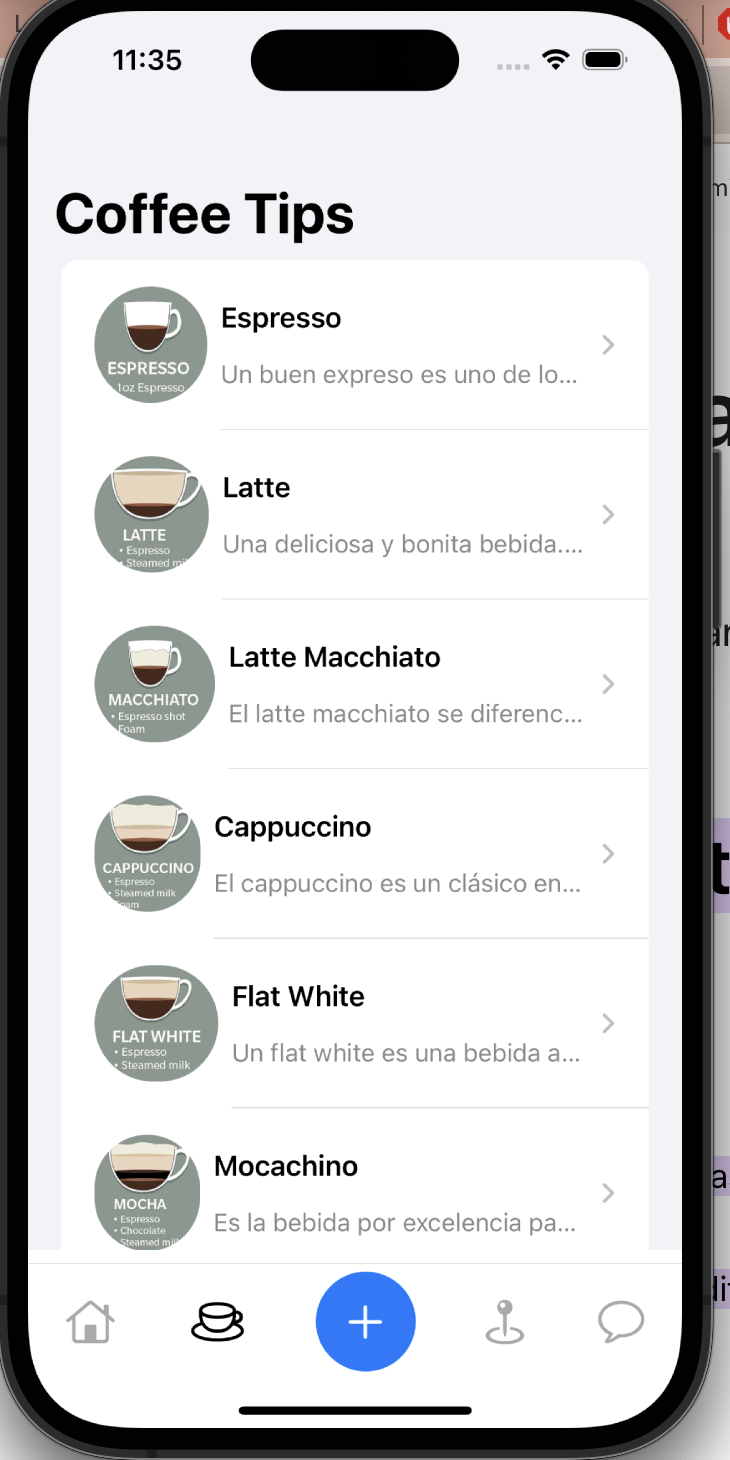 11:35
Coffee Tips
Espresso
Un buen expreso es uno de lo...
ESPRESSO
1oz Espresso
Latte
Una deliciosa y bonita bebida....
LATTE
• Espresso
• Steamed mil
Latte Macchiato
El latte macchiato se diferenc...
MACCHIATO
• Espresso shot
Foam
Cappuccino
El cappuccino es un clásico en...
CAPPUCCINO
• Espresso
• Steamed milk
Foam
Flat White
Un flat white es una bebida a...
FLAT WHITE
• Espresso
• Steamed milk
Mocachino
Es la bebida por excelencia pa...
MOCHA
• Espresso
• Chocolate
Steamed mil